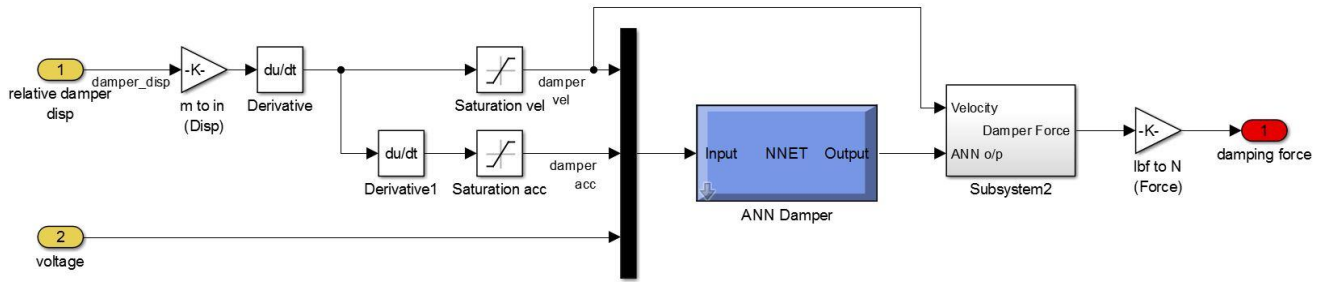 1
damper_disp
relative damper
disp
-K-
m to in
(Disp)
du/dt
Derivative
Saturation vel
damper
vel
du/dt
Derivative1
Saturation acc
damper
acc
2
voltage
Input NNET Output
ANN Damper
Velocity
Damper Force
ANN o/p
Subsystem2
-K-
lbf to N
(Force)
1
damping force